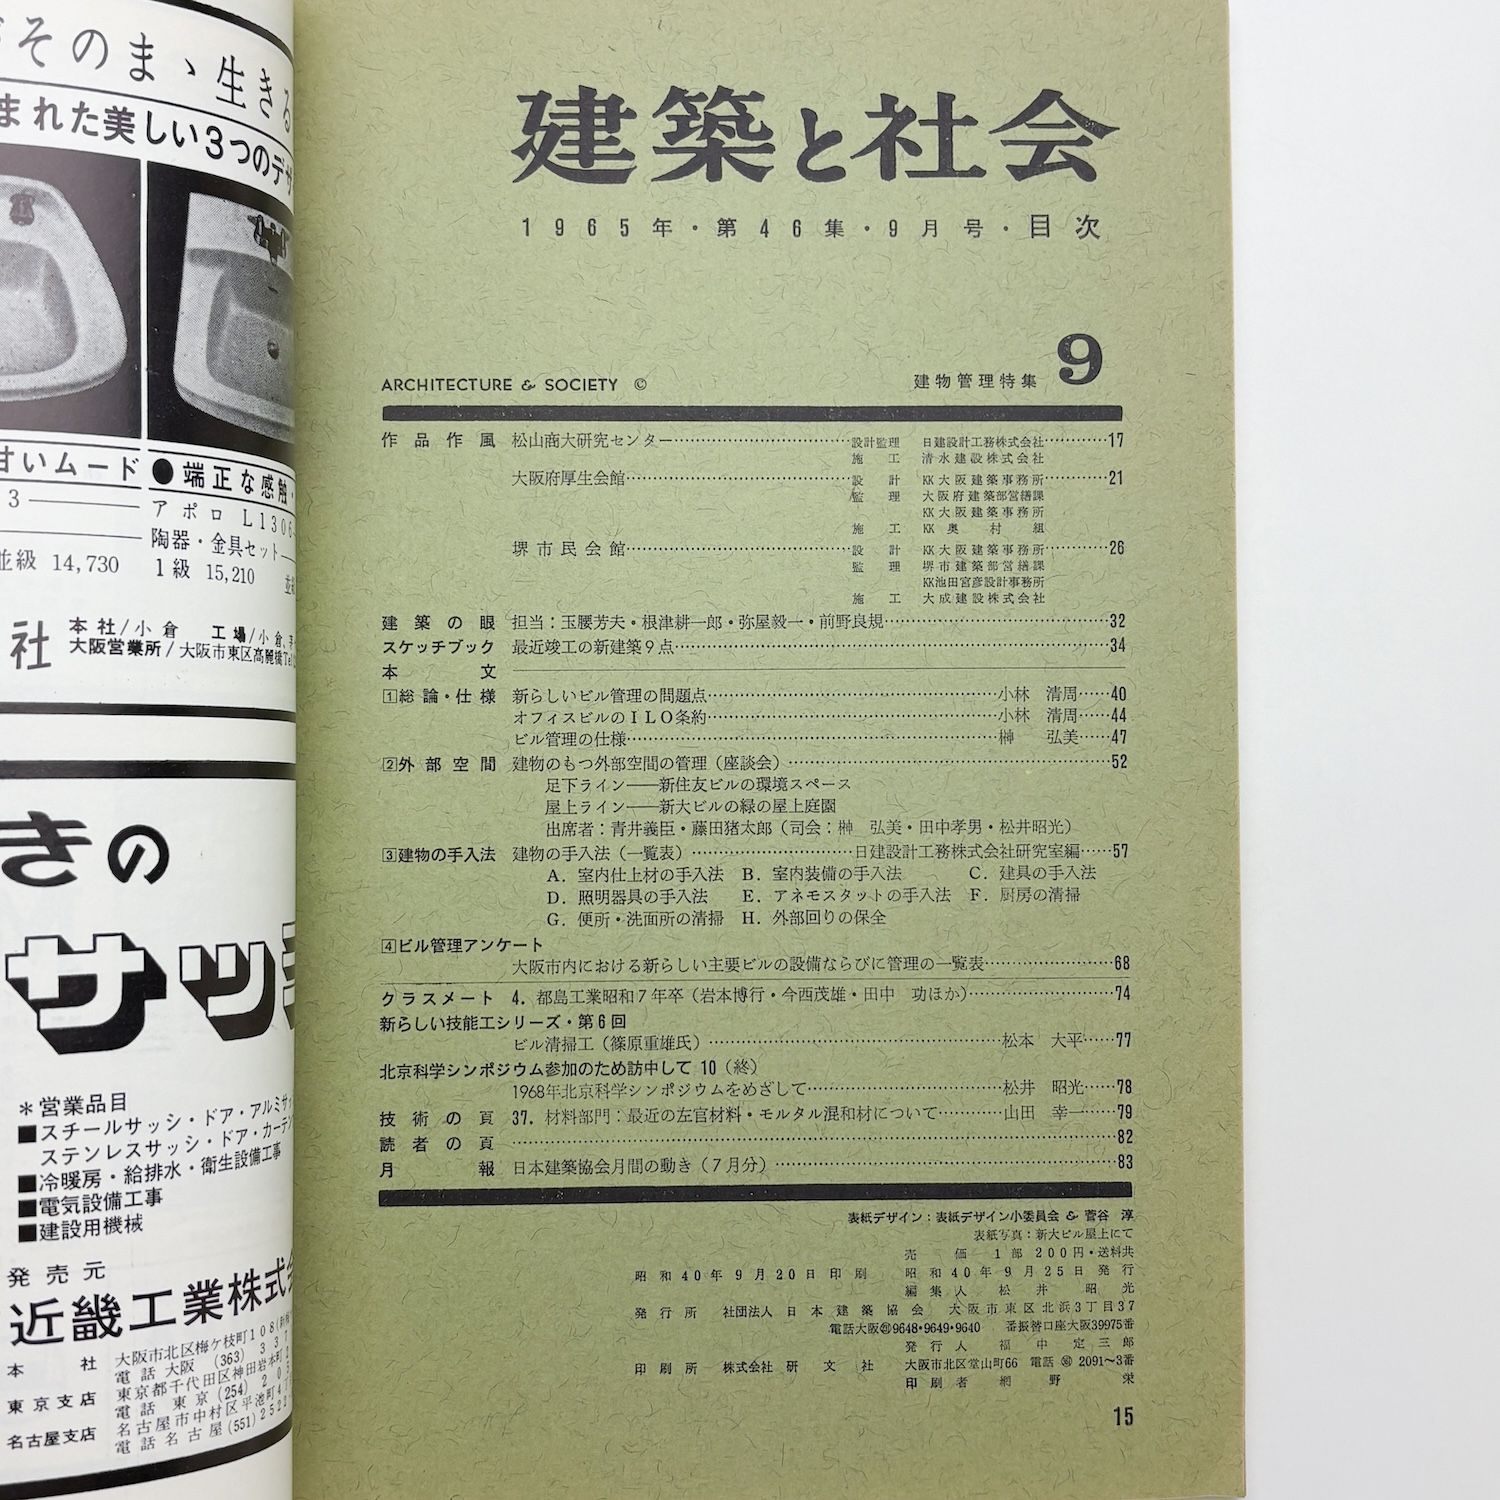 そのまゝ生きる
まれた美しい3つのデザ
甘いムード
●端正な感触・
3
アポロ L1306
陶器・金具セット
並級 14,730
1級 15,210
社
本社/小倉 工場/小倉、
大阪営業所/大阪市東区高麗橋Tel
きの
サッ
＊営業品目
■スチールサッシ・ドア・アルミサッ
ステンレスサッシ・ドア・カーテン
■冷暖房・給排水・衛生設備工事
■電気設備工事
■建設用機械
発売元
近畿工業株式会
本社 大阪市北区梅ケ枝町108
電話 大阪 (363) 337
東京支店 東京都千代田区神田岩本町
電話 東京 (254) 20
名古屋支店 名古屋市中村区平池町4
電話 名古屋 (551) 252
建築と社会
1965年・第46集・9月号・目次
ARCHITECTURE & SOCIETY ©
建物管理特集 9
作品作風 松山商大研究センター……設計監理 日建設計工務株式会社……17
施工 清水建設株式会社
大阪府厚生会館……設計 KK大阪建築事務所……21
監理 大阪府建築部営繕課
KK大阪建築事務所
施工 KK奥村組
堺市民会館……設計 KK大阪建築事務所……26
監理 堺市建築部営繕課
KK池田宮彦設計事務所
施工 大成建設株式会社
建築の眼 担当：玉腰芳夫・根津耕一郎・弥屋毅一・前野良規……32
スケッチブック 最近竣工の新建築9点……34
本文
1総論・仕様 新らしいビル管理の問題点……小林 清周……40
オフィスビルのILO条約……小林 清周……44
ビル管理の仕様……榊 弘美……47
2外部空間 建物のもつ外部空間の管理（座談会）……52
足下ライン――新住友ビルの環境スペース
屋上ライン――新大ビルの緑の屋上庭園
出席者：青井義臣・藤田猪太郎（司会：榊 弘美・田中孝男・松井昭光）
3建物の手入法 建物の手入法（一覧表）……日建設計工務株式会社研究室編……57
A．室内仕上材の手入法 B．室内装備の手入法 C．建具の手入法
D．照明器具の手入法 E．アネモスタットの手入法 F．厨房の清掃
G．便所・洗面所の清掃 H．外部回りの保全
4ビル管理アンケート
大阪市内における新らしい主要ビルの設備ならびに管理の一覧表……68
クラスメート 4．都島工業昭和7年卒（岩本博行・今西茂雄・田中 功ほか）……74
新らしい技能工シリーズ・第6回
ビル清掃工（篠原重雄氏）……松本 大平……77
北京科学シンポジウム参加のため訪中して 10（終）
1968年北京科学シンポジウムをめざして……松井 昭光……78
技術の頁 37．材料部門：最近の左官材料・モルタル混和材について……山田 幸一……79
読者の頁……82
月報 日本建築協会月間の動き（7月分）……83
表紙デザイン：表紙デザイン小委員会 & 菅谷 淳
表紙写真：新大ビル屋上にて
売価 1部 200円・送料共
昭和40年9月20日印刷 昭和40年9月25日発行
編集人 松井昭光
発行所 社団法人 日本建築協会 大阪市東区北浜3丁目37
電話大阪 9648・9649・9640 番振替口座大阪39975番
発行人 福中定三郎
印刷所 株式会社 研文社 大阪市北区堂山町66 電話 2091～3番
印刷者 網野栄
15